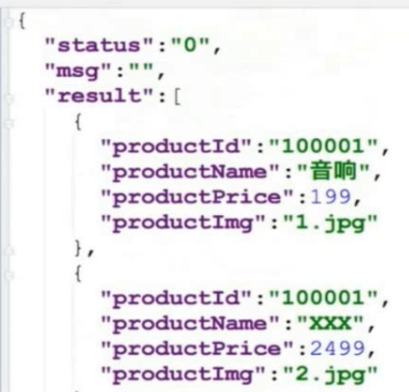 {
"status":"0",
"msg":"",
"result":[
{
"productId":"100001",
"productName":"音响",
"productPrice":199,
"productImg":"1.jpg"
},
{
"productId":"100001",
"productName":"XXX",
"productPrice":2499,
"productImg":"2.jpg"